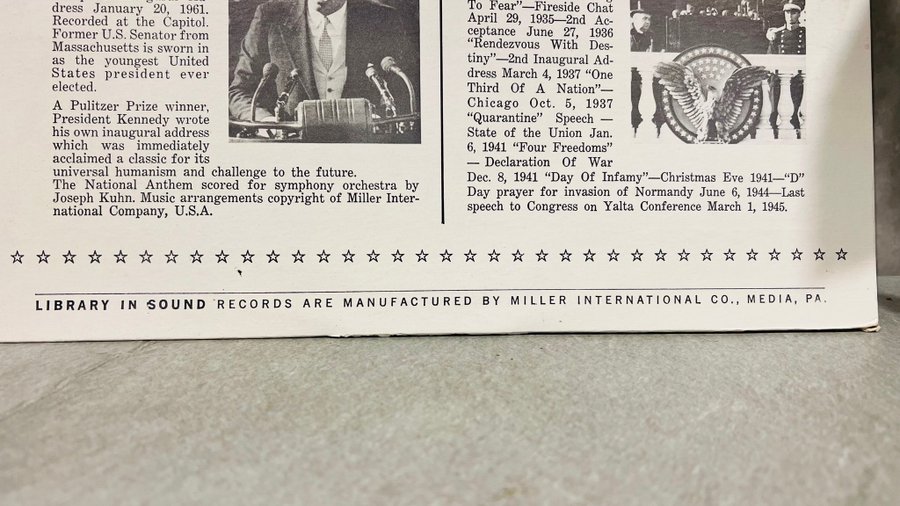 dress January 20, 1961.
Recorded at the Capitol.
Former U.S. Senator from
Massachusetts is sworn in
as the youngest United
States president ever
elected.
A Pulitzer Prize winner,
President Kennedy wrote
his own inaugural address
which was immediately
acclaimed a classic for its
universal humanism and challenge to the future.
The National Anthem scored for symphony orchestra by
Joseph Kuhn. Music arrangements copyright of Miller Inter-
national Company, U.S.A.
To Fear"—Fireside Chat
April 29, 1935—2nd Ac-
ceptance June 27, 1936
"Rendezvous With Des-
tiny"—2nd Inaugural Ad-
dress March 4, 1937 "One
Third Of A Nation"—
Chicago Oct. 5, 1937
"Quarantine" Speech —
State of the Union Jan.
6, 1941 "Four Freedoms"
— Declaration Of War
Dec. 8, 1941 "Day Of Infamy"—Christmas Eve 1941—"D"
Day prayer for invasion of Normandy June 6, 1944—Last
speech to Congress on Yalta Conference March 1, 1945.
LIBRARY IN SOUND RECORDS ARE MANUFACTURED BY MILLER INTERNATIONAL CO., MEDIA, PA.